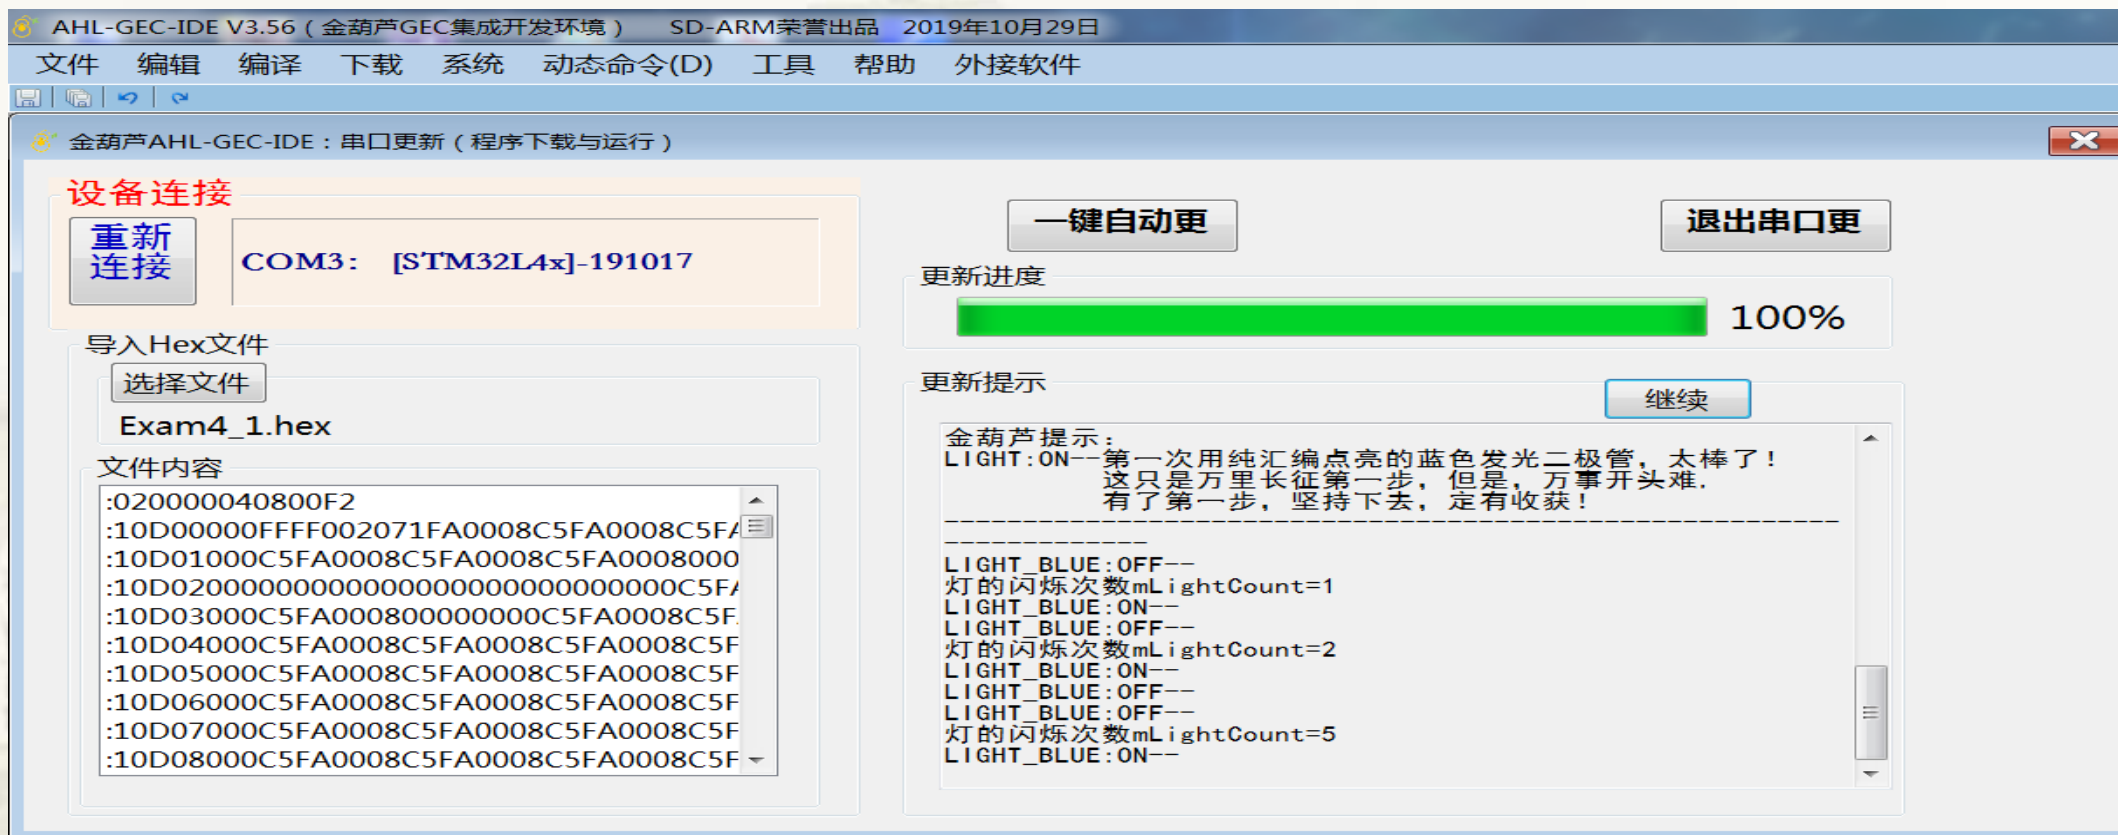 AHL-GEC-IDE V3.56（金葫芦GEC集成开发环境） SD-ARM荣誉出品 2019年10月29日
文件 编辑 编译 下载 系统 动态命令(D) 工具 帮助 外接软件
金葫芦AHL-GEC-IDE：串口更新（程序下载与运行）
设备连接
重新
连接
COM3: [STM32L4x]-191017
导入Hex文件
选择文件
Exam4_1.hex
文件内容
:020000040800F2
:10D00000FFFF002071FA0008C5FA0008C5FA
:10D01000C5FA0008C5FA0008C5FA00080000
:10D02000000000000000000000000000C5FA
:10D03000C5FA000800000000C5FA0008C5F
:10D04000C5FA0008C5FA0008C5FA0008C5F
:10D05000C5FA0008C5FA0008C5FA0008C5F
:10D06000C5FA0008C5FA0008C5FA0008C5F
:10D07000C5FA0008C5FA0008C5FA0008C5F
:10D08000C5FA0008C5FA0008C5FA0008C5F
一键自动更
退出串口更
更新进度
100%
更新提示
继续
金葫芦提示：
LIGHT:ON--第一次用纯汇编点亮的蓝色发光二极管，太棒了！
这只是万里长征第一步，但是，万事开头难.
有了第一步，坚持下去，定有收获！
---------------------------------------------------------
-------------
LIGHT_BLUE:OFF--
灯的闪烁次数mLightCount=1
LIGHT_BLUE:ON--
LIGHT_BLUE:OFF--
灯的闪烁次数mLightCount=2
LIGHT_BLUE:ON--
LIGHT_BLUE:OFF--
LIGHT_BLUE:OFF--
灯的闪烁次数mLightCount=5
LIGHT_BLUE:ON--